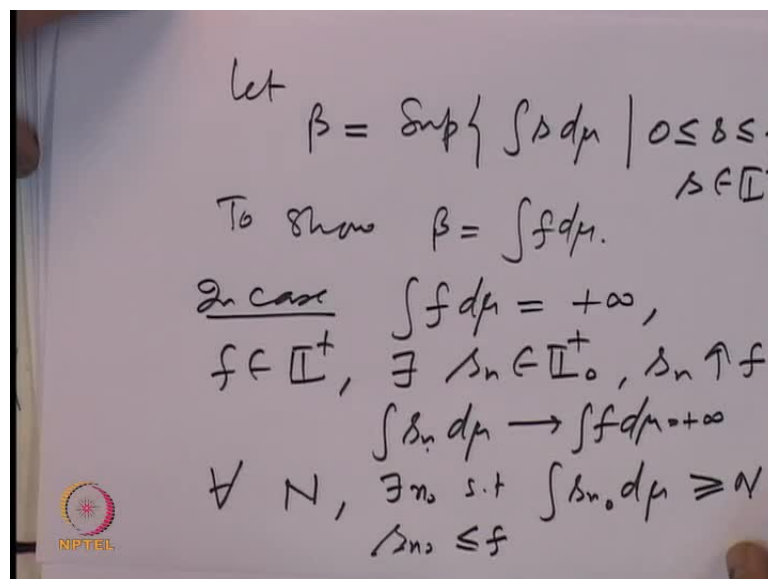 Let
β = Sup{ ∫s dμ | 0 ≤ s ≤
s ∈ 𝕀
To show β = ∫f dμ.
In case ∫f dμ = +∞,
f ∈ 𝕀⁺, ∃ sₙ ∈ 𝕀₀⁺, sₙ ↑ f
∫sₙ dμ → ∫f dμ = +∞
∀ N, ∃ n₀ s.t ∫sₙ₀ dμ ≥ N
sₙ₀ ≤ f
NPTEL